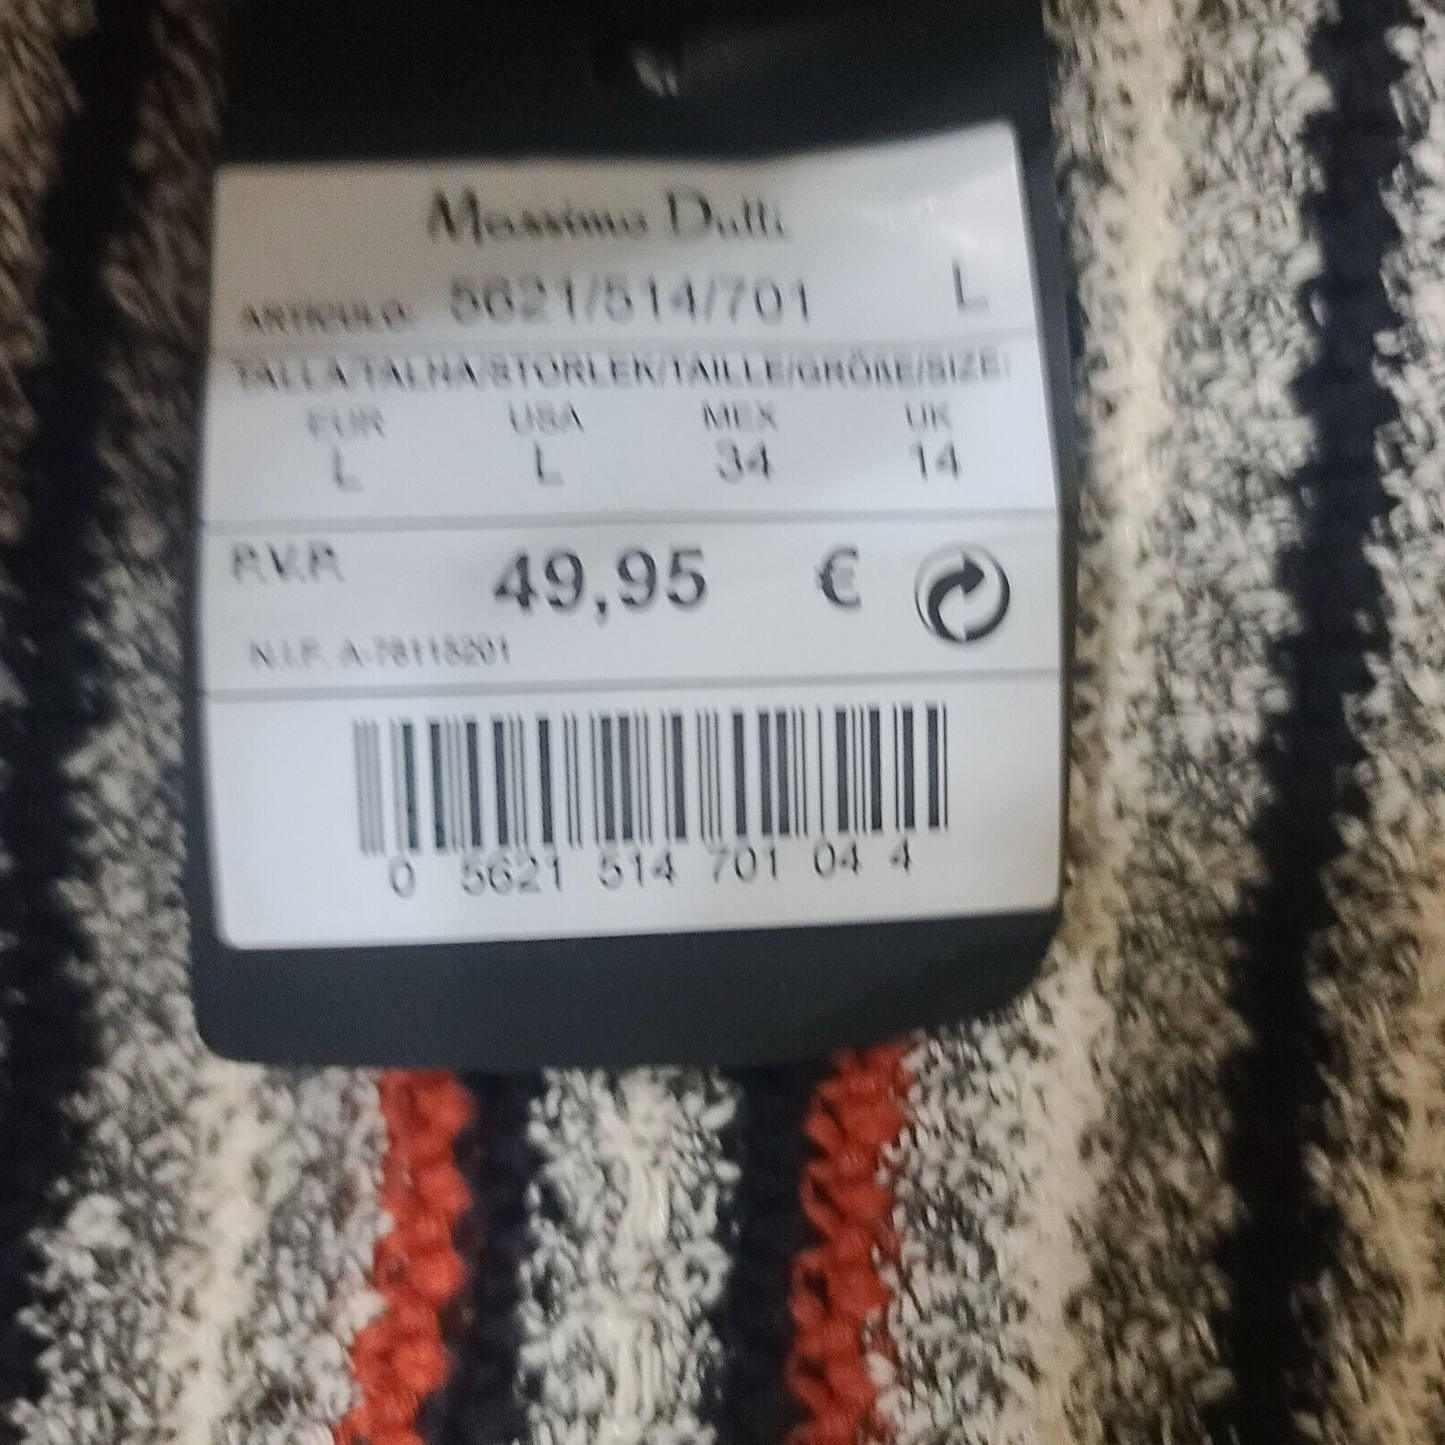 Massimo Dutti
ARTICULO: 5621/514/701 L
TALLA/TALHA/STORLEK/TAILLE/GRÖßE/SIZE:
EUR USA MEX UK
L L 34 14
P.V.P. 49,95 €
N.I.F. A-78115201
0 5621 514 701 04 4